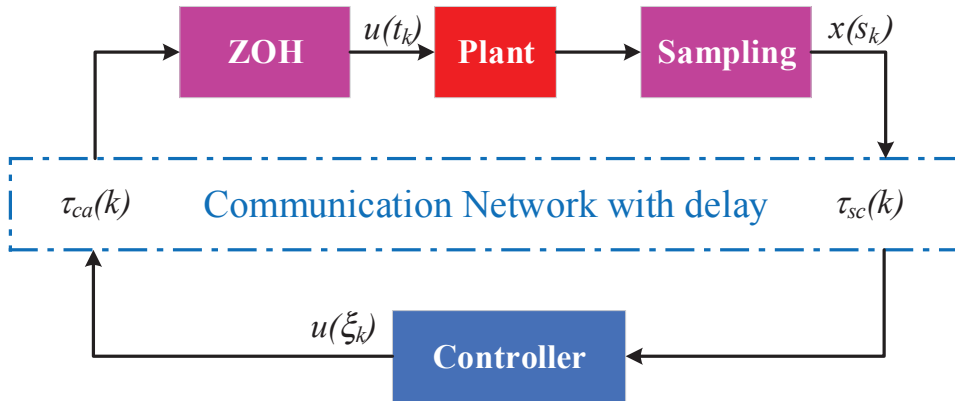 ZOH
u(t_k)
Plant
Sampling
x(s_k)
τ_ca(k)
Communication Network with delay
τ_sc(k)
u(ξ_k)
Controller